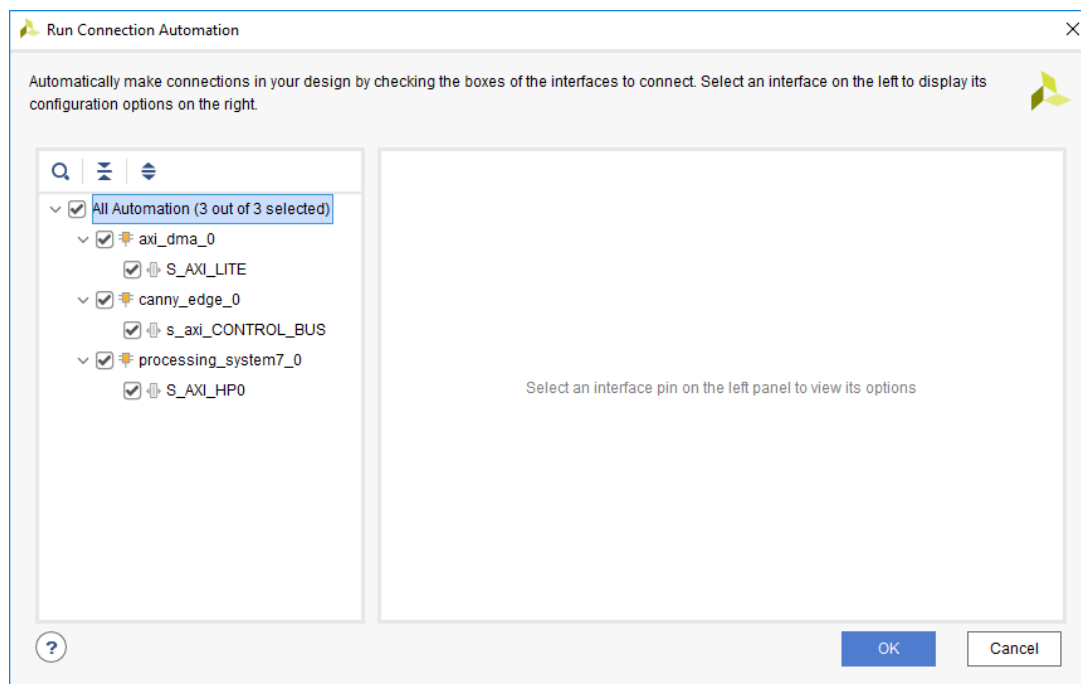 Run Connection Automation
Automatically make connections in your design by checking the boxes of the interfaces to connect. Select an interface on the left to display its
configuration options on the right.
All Automation (3 out of 3 selected)
axi_dma_0
S_AXI_LITE
canny_edge_0
s_axi_CONTROL_BUS
processing_system7_0
S_AXI_HP0
Select an interface pin on the left panel to view its options
?
OK
Cancel